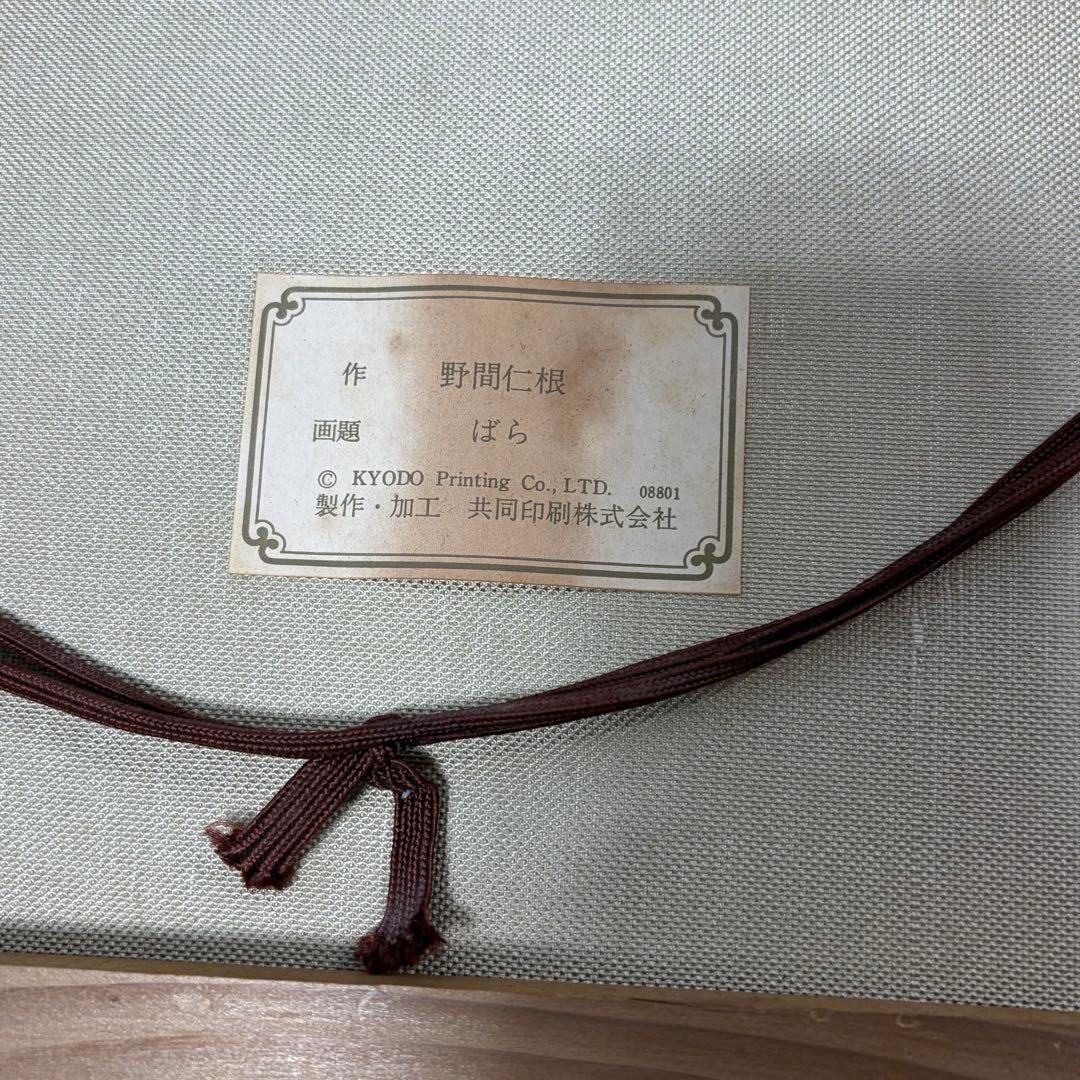 作 野間仁根
画題 ばら
© KYODO Printing Co., LTD. 08801
製作・加工 共同印刷株式会社